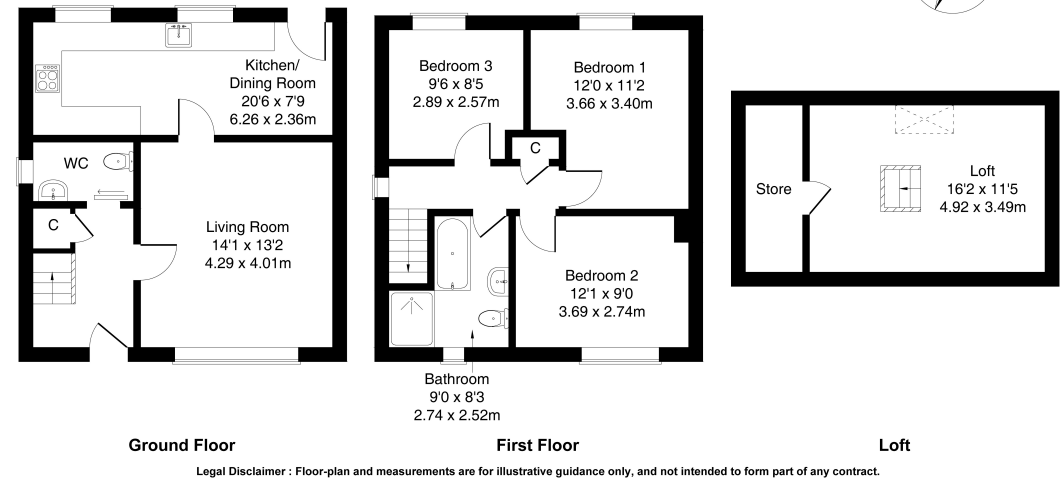 Kitchen/
Dining Room
20'6 x 7'9
6.26 x 2.36m
WC
C
Living Room
14'1 x 13'2
4.29 x 4.01m
Ground Floor
Bedroom 3
9'6 x 8'5
2.89 x 2.57m
Bedroom 1
12'0 x 11'2
3.66 x 3.40m
C
Bedroom 2
12'1 x 9'0
3.69 x 2.74m
Bathroom
9'0 x 8'3
2.74 x 2.52m
First Floor
Store
Loft
16'2 x 11'5
4.92 x 3.49m
Loft
Legal Disclaimer : Floor-plan and measurements are for illustrative guidance only, and not intended to form part of any contract.